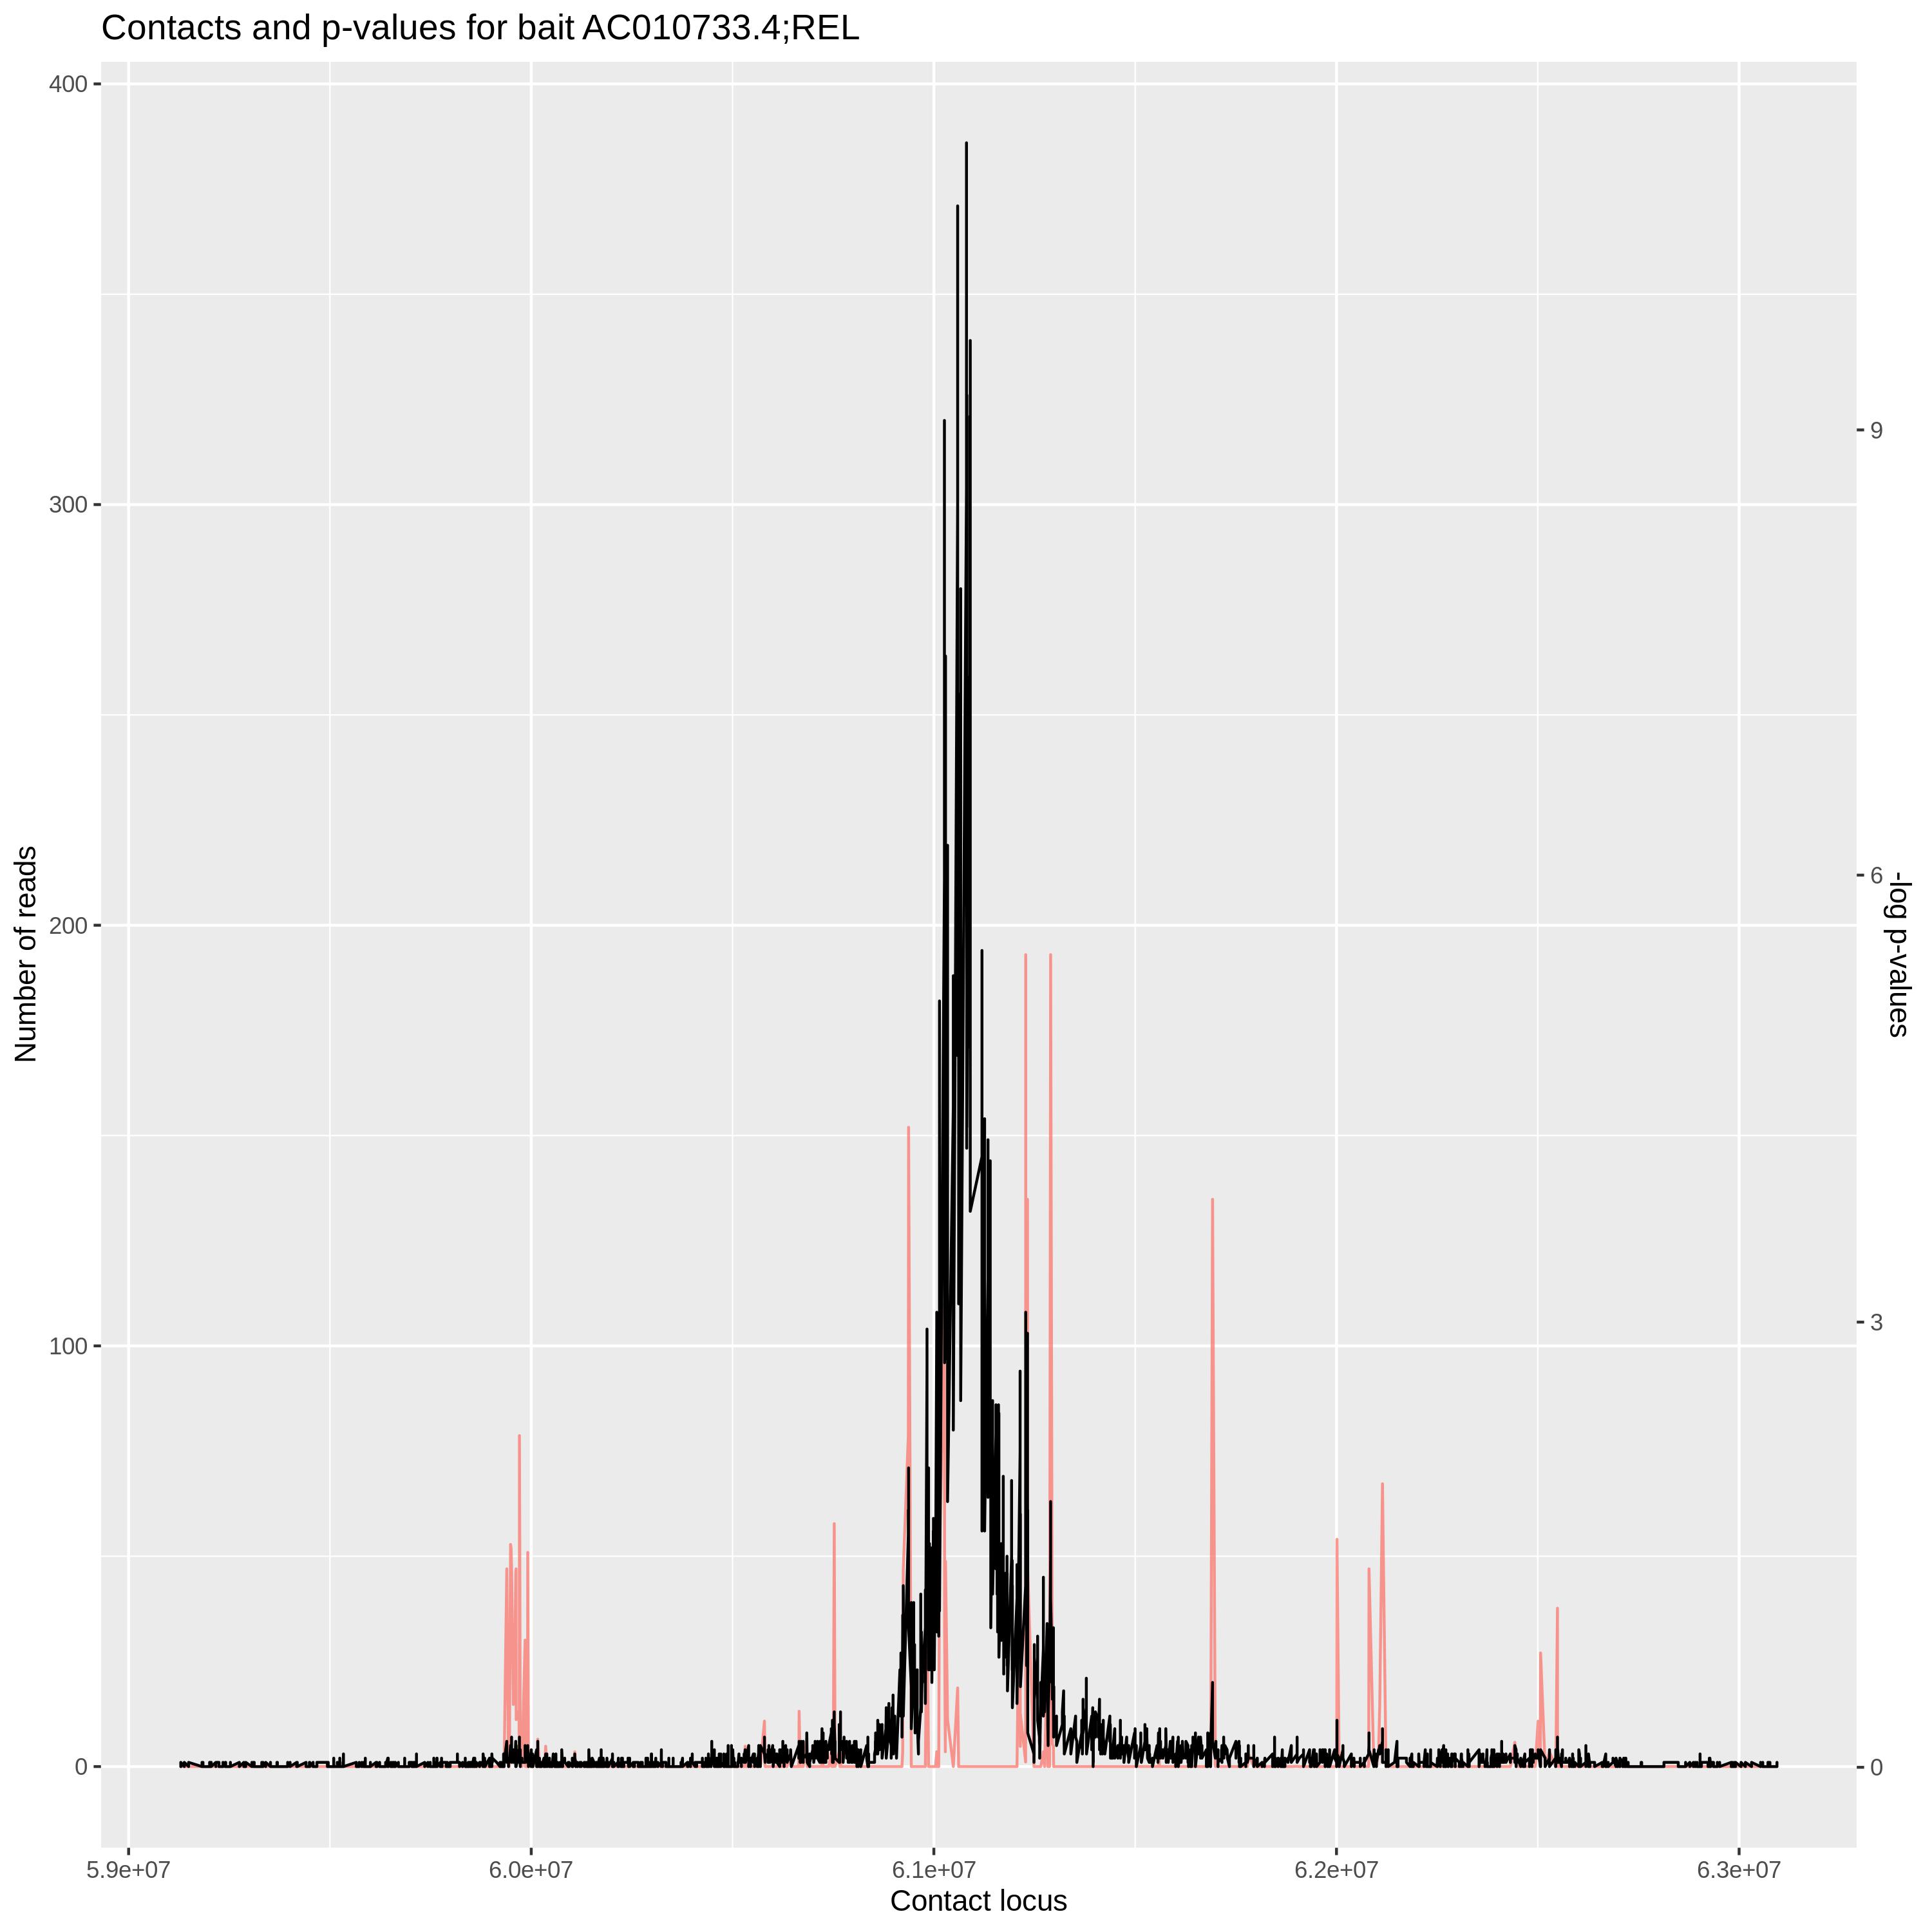 Contacts and p-values for bait AC010733.4;REL
400
300
200
100
0
Number of reads
9
6
3
0
-log p-values
5.9e+07
6.0e+07
6.1e+07
6.2e+07
6.3e+07
Contact locus